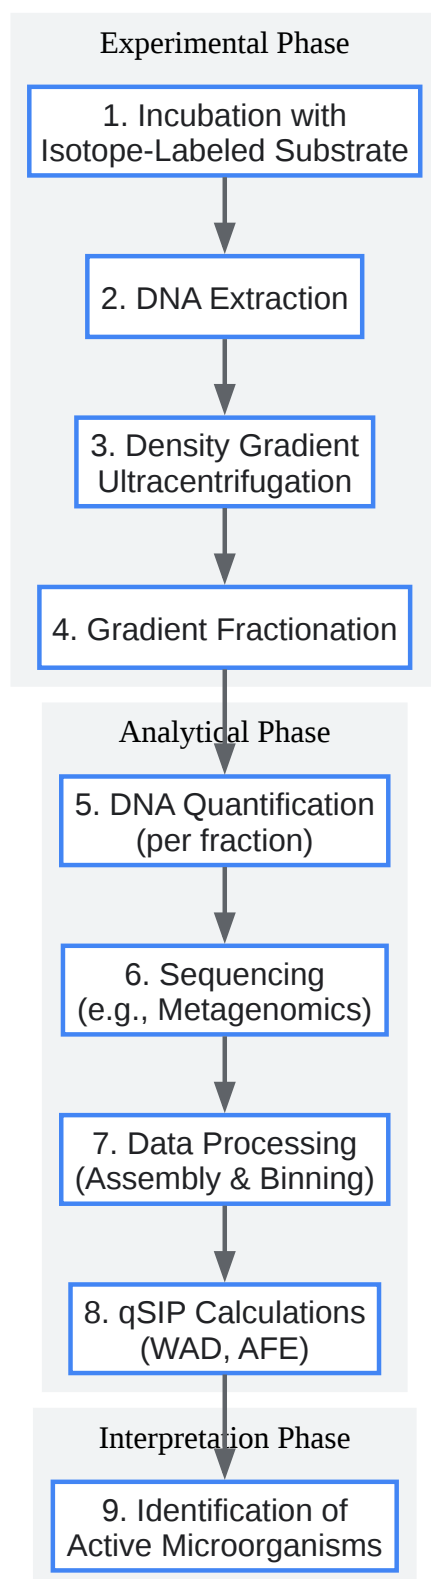 Experimental Phase
1. Incubation with
Isotope-Labeled Substrate
2. DNA Extraction
3. Density Gradient
Ultracentrifugation
4. Gradient Fractionation
Analytical Phase
5. DNA Quantification
(per fraction)
6. Sequencing
(e.g., Metagenomics)
7. Data Processing
(Assembly & Binning)
8. qSIP Calculations
(WAD, AFE)
Interpretation Phase
9. Identification of
Active Microorganisms